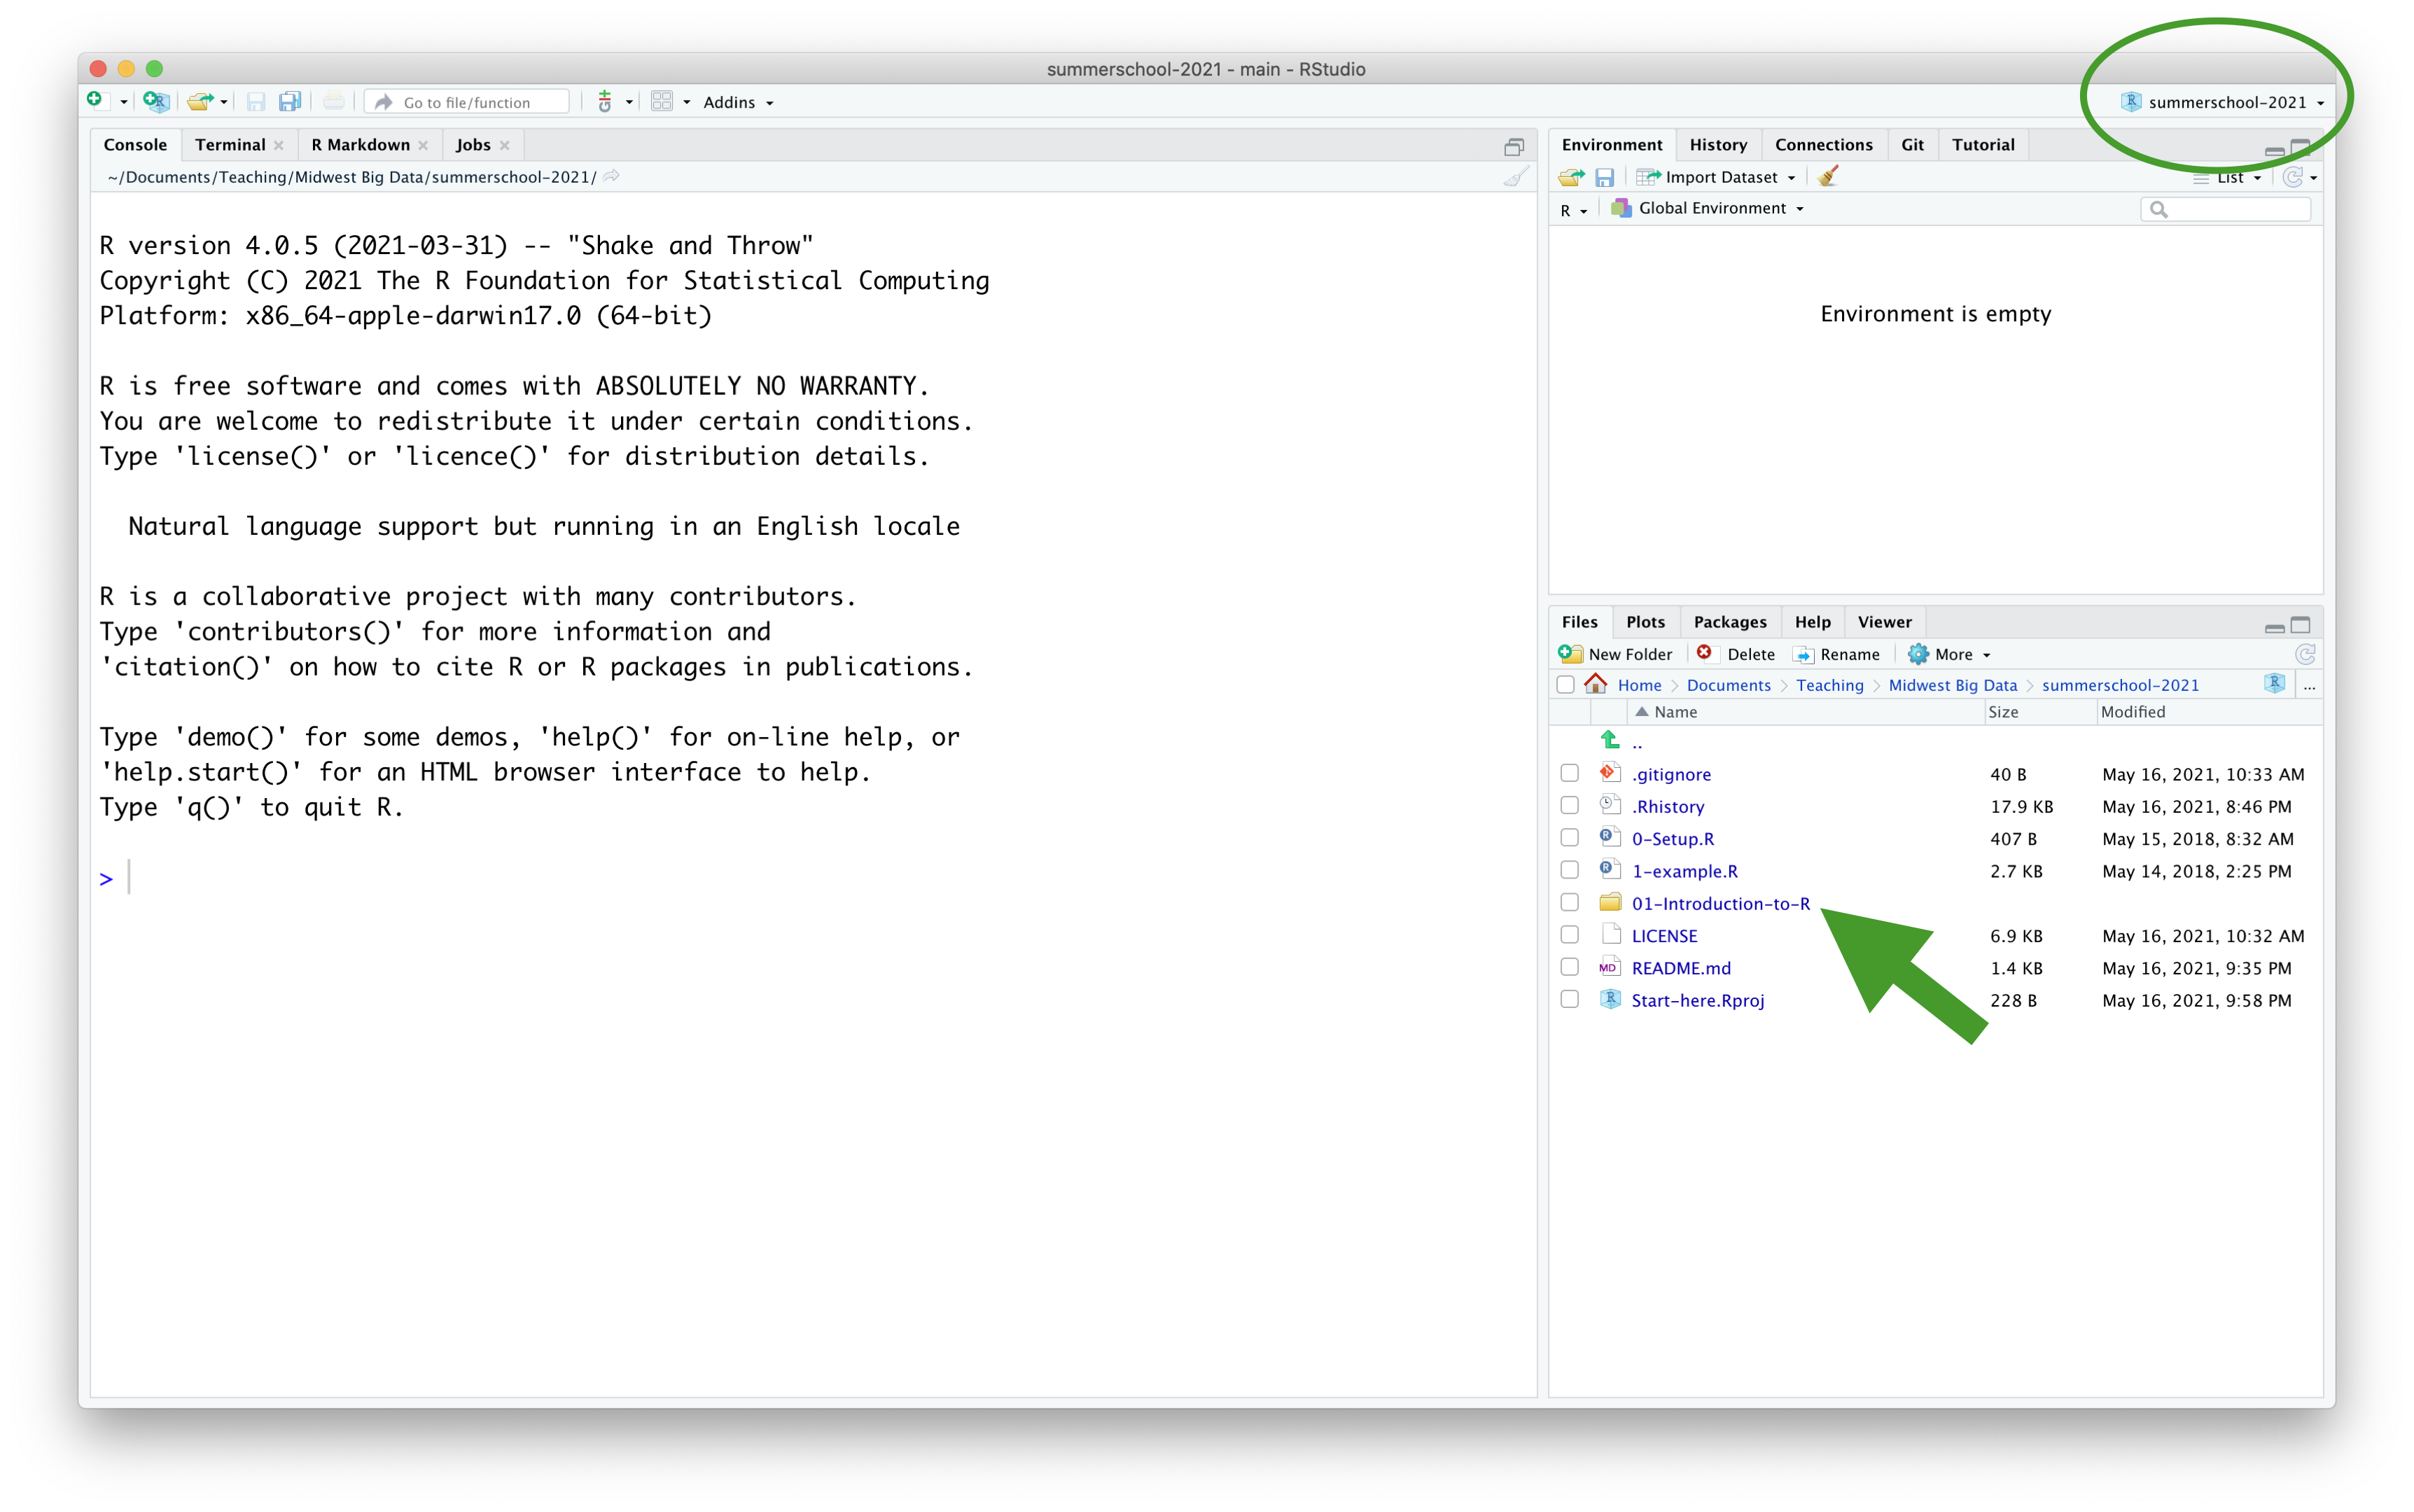 summerschool-2021 - main - RStudio
Go to file/function
Addins
summerschool-2021
Console Terminal R Markdown Jobs
~/Documents/Teaching/Midwest Big Data/summerschool-2021/
R version 4.0.5 (2021-03-31) -- "Shake and Throw"
Copyright (C) 2021 The R Foundation for Statistical Computing
Platform: x86_64-apple-darwin17.0 (64-bit)
R is free software and comes with ABSOLUTELY NO WARRANTY.
You are welcome to redistribute it under certain conditions.
Type 'license()' or 'licence()' for distribution details.
Natural language support but running in an English locale
R is a collaborative project with many contributors.
Type 'contributors()' for more information and
'citation()' on how to cite R or R packages in publications.
Type 'demo()' for some demos, 'help()' for on-line help, or
'help.start()' for an HTML browser interface to help.
Type 'q()' to quit R.
>
Environment History Connections Git Tutorial
Import Dataset List
R Global Environment
Environment is empty
Files Plots Packages Help Viewer
New Folder Delete Rename More
Home Documents Teaching Midwest Big Data summerschool-2021 ...
Name Size Modified
..
.gitignore 40 B May 16, 2021, 10:33 AM
.Rhistory 17.9 KB May 16, 2021, 8:46 PM
0-Setup.R 407 B May 15, 2018, 8:32 AM
1-example.R 2.7 KB May 14, 2018, 2:25 PM
01-Introduction-to-R
LICENSE 6.9 KB May 16, 2021, 10:32 AM
README.md 1.4 KB May 16, 2021, 9:35 PM
Start-here.Rproj 228 B May 16, 2021, 9:58 PM